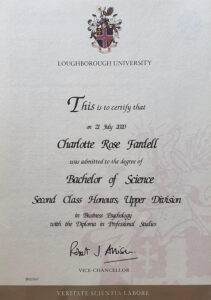 LOUGHBOROUGH UNIVERSITY
This is to certify that
on 21 July 2020
Charlotte Rose Fardell
was admitted to the degree of
Bachelor of Science
Second Class Honours, Upper Division
in Business Psychology
with the Diploma in Professional Studies
VICE-CHANCELLOR
VERITATE SCIENTIA LABORE